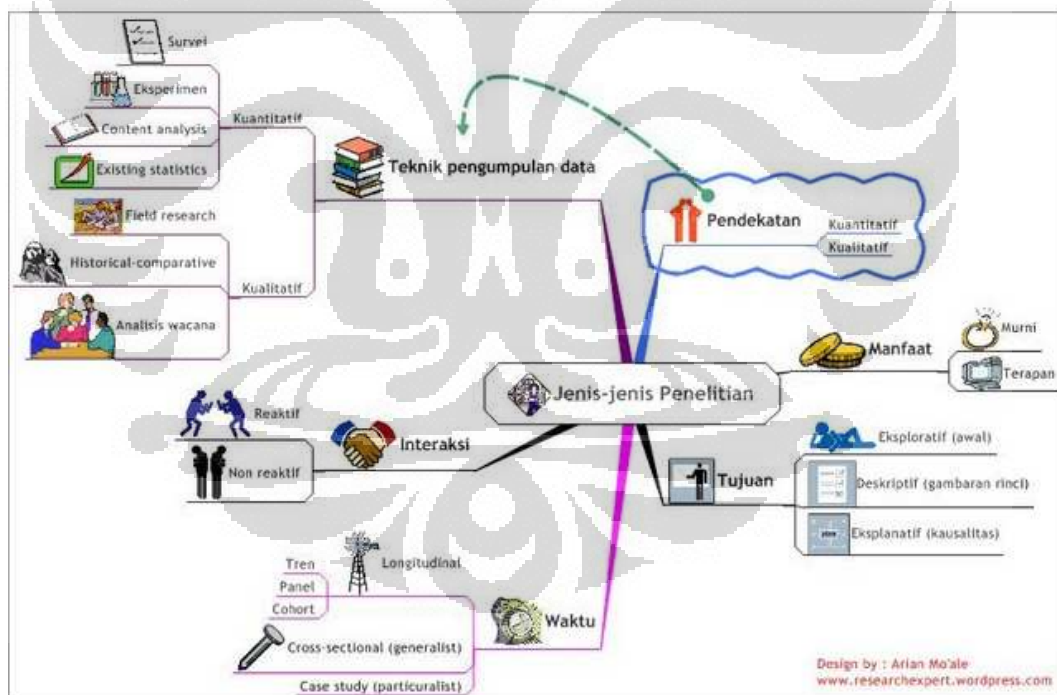 Survei
Eksperimen
Content analysis
Existing statistics
Kuantitatif
Field research
Historical-comparative
Analisis wacana
Kualitatif
Teknik pengumpulan data
Pendekatan
Kuantitatif
Kualitatif
Manfaat
Murni
Terapan
Jenis-jenis Penelitian
Reaktif
Non reaktif
Interaksi
Tujuan
Eksploratif (awal)
Deskriptif (gambaran rinci)
Eksplanatif (kausalitas)
Tren
Panel
Cohort
Longitudinal
Cross-sectional (generalist)
Case study (particuralist)
Waktu
Design by : Arian Mo'ale
www.researchexpert.wordpress.com